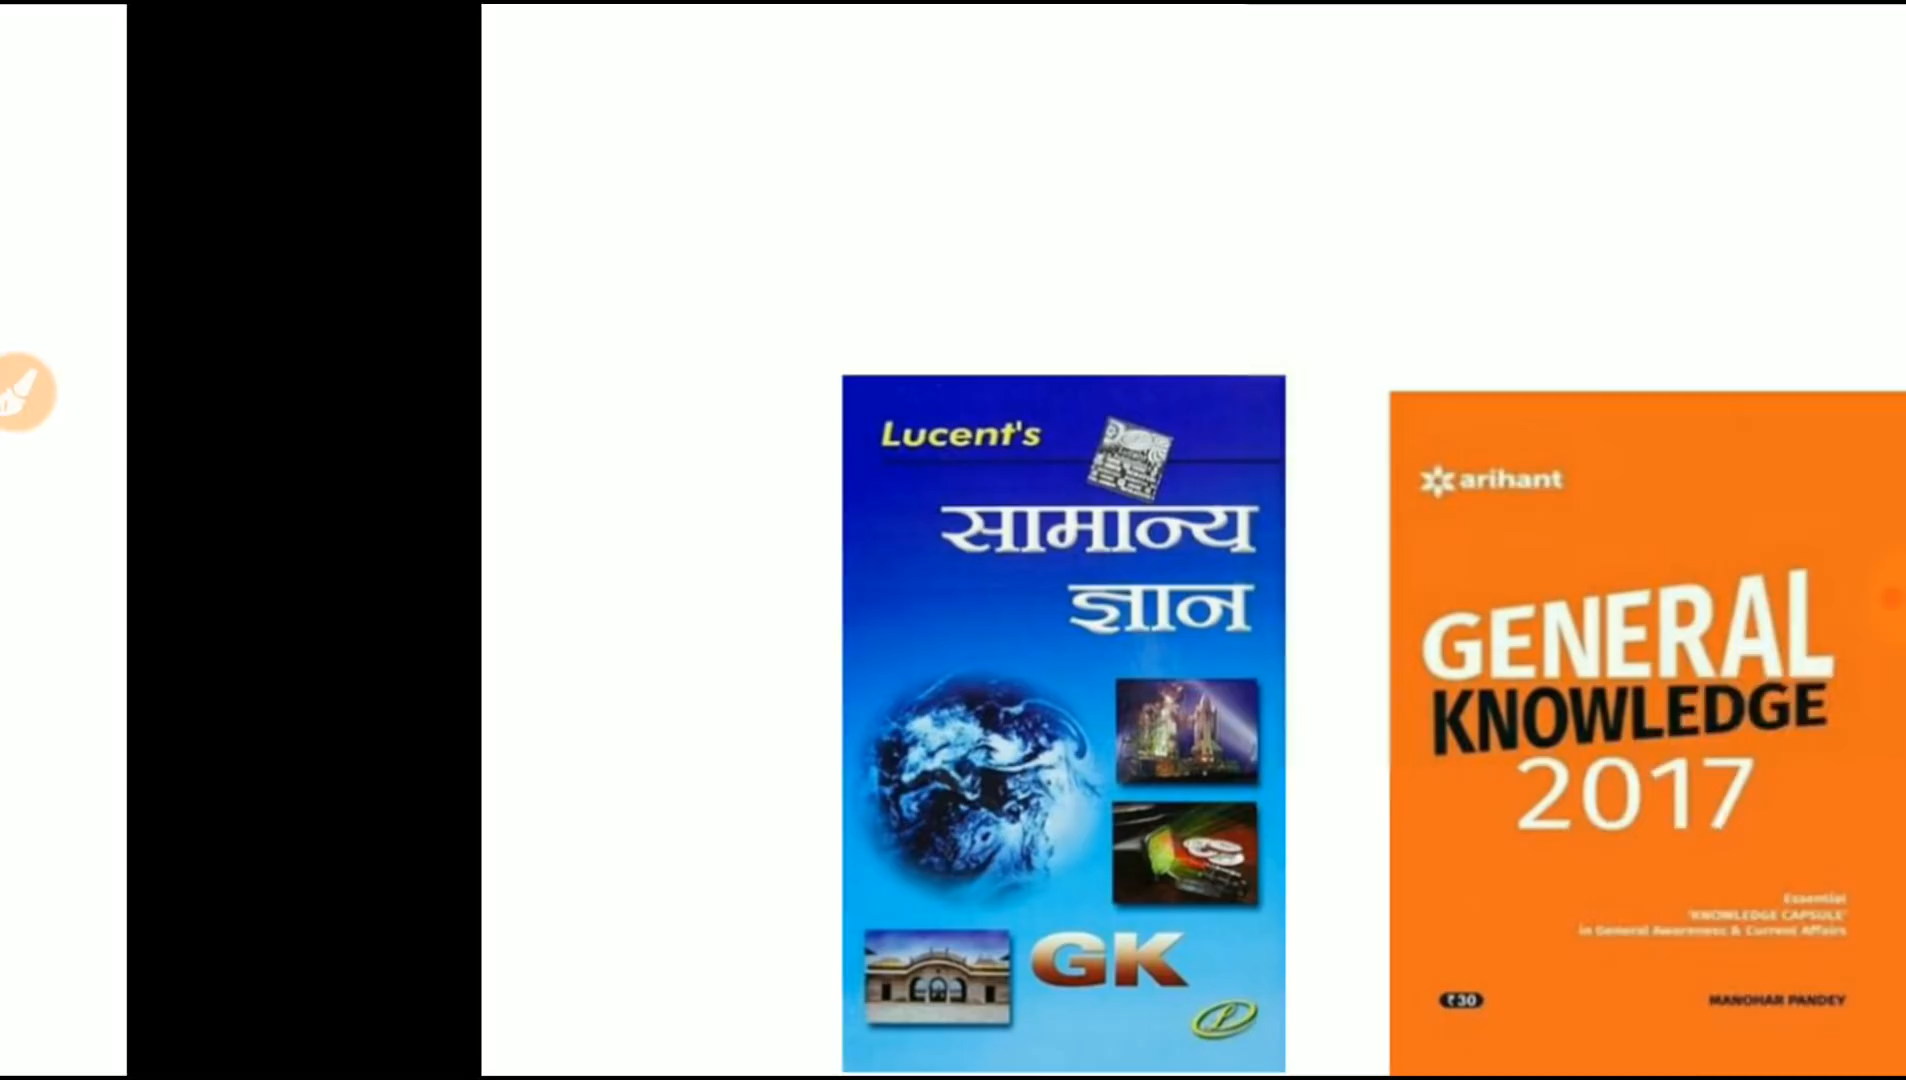 Lucent's
सामान्य
ज्ञान
GK
arihant
GENERAL
KNOWLEDGE
2017
Essential
'KNOWLEDGE CAPSULE'
in General Awareness & Current Affairs
₹30
MANOHAR PANDEY